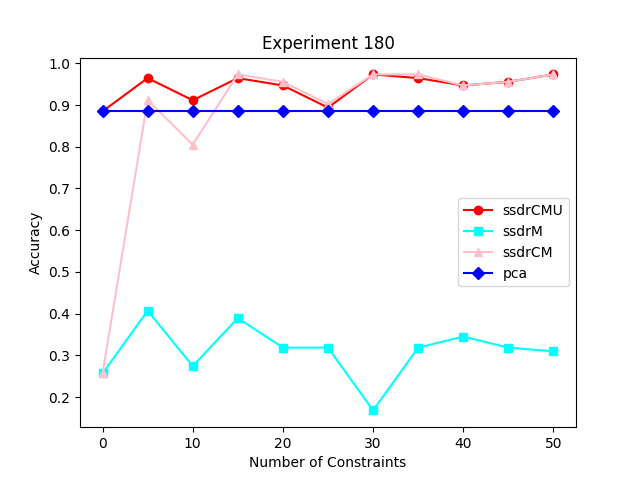 Experiment 180
1.0
0.9
0.8
0.7
0.6
0.5
0.4
0.3
0.2
Accuracy
ssdrCMU
ssdrM
ssdrCM
pca
0 10 20 30 40 50
Number of Constraints